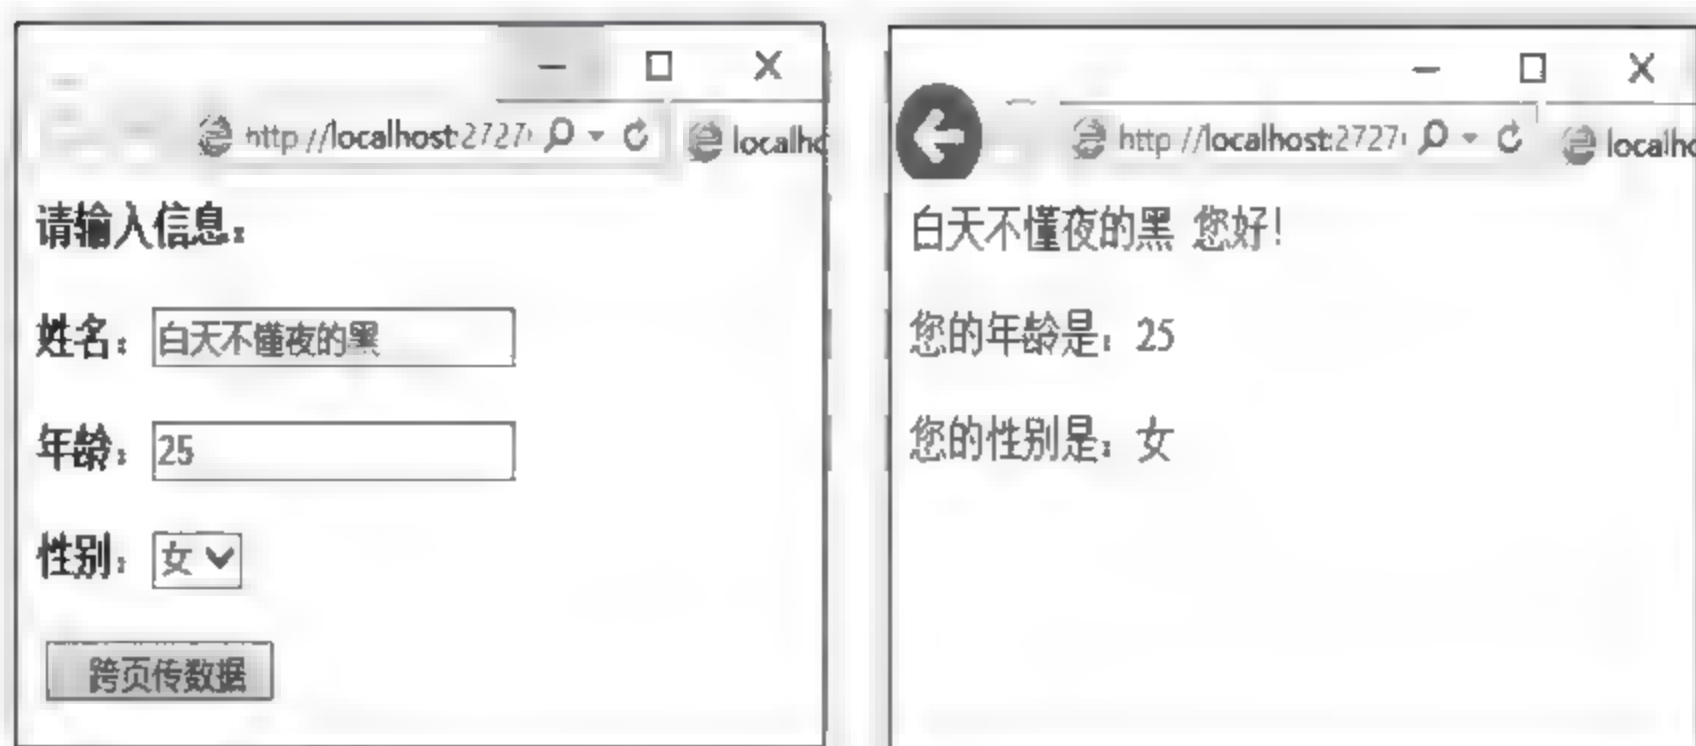 http://localhost:2727
localho
请输入信息：
姓名：白天不懂夜的黑
年龄：25
性别：女
跨页传数据
http://localhost:2727
localho
白天不懂夜的黑 您好！
您的年龄是：25
您的性别是：女